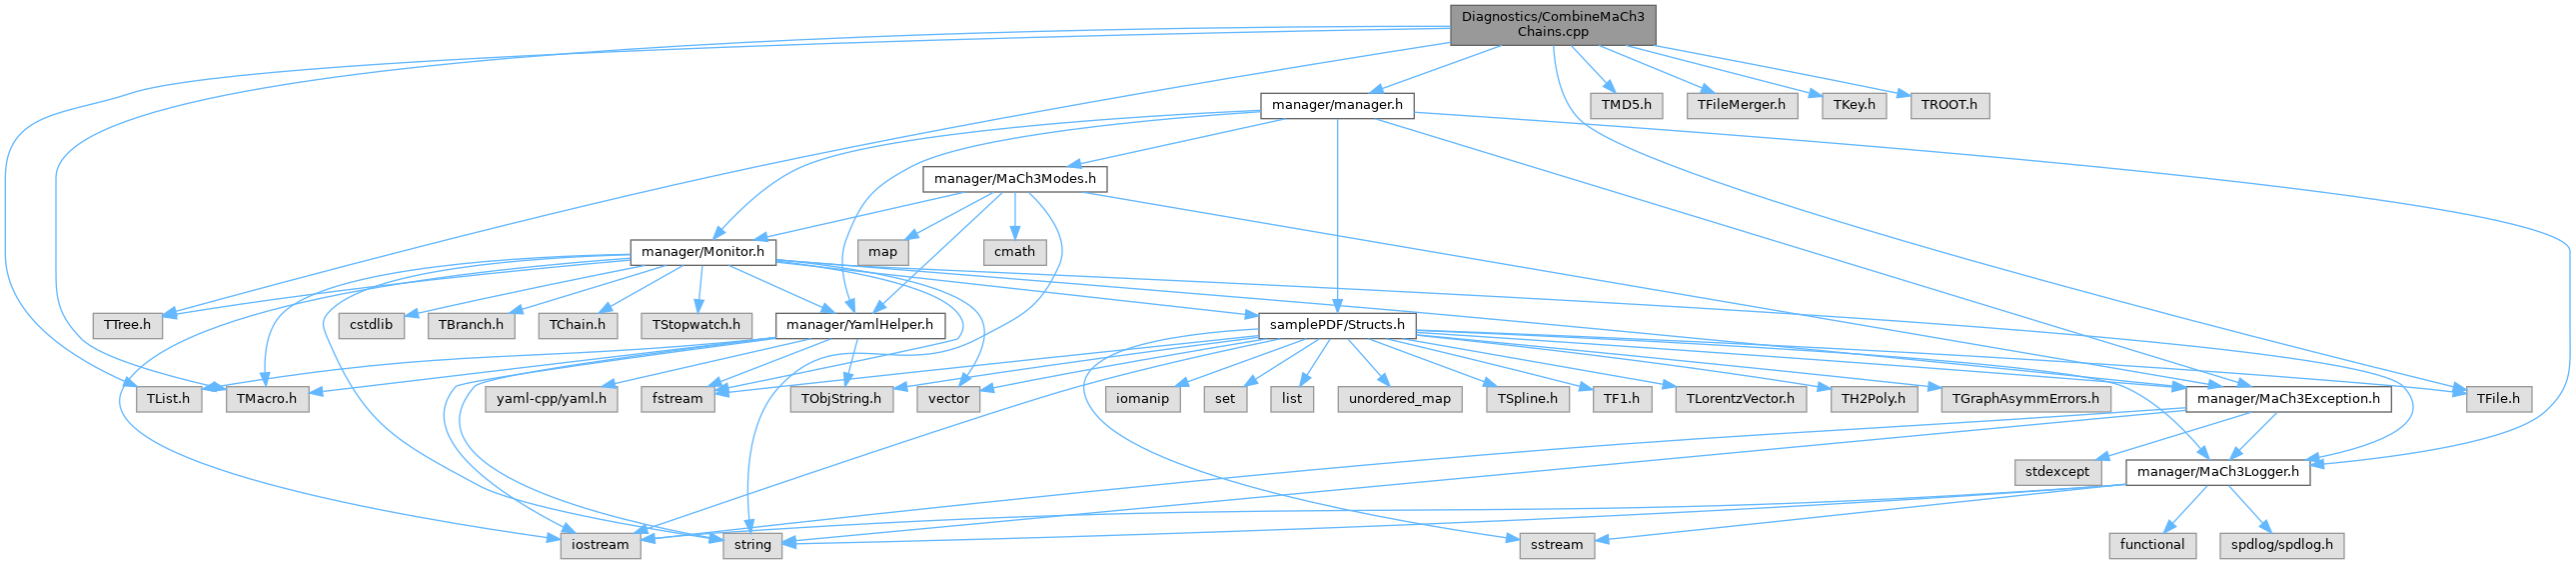 Diagnostics/CombineMaCh3
Chains.cpp
manager/manager.h
TMD5.h
TFileMerger.h
TKey.h
TROOT.h
manager/MaCh3Modes.h
manager/Monitor.h
map
cmath
TTree.h
cstdlib
TBranch.h
TChain.h
TStopwatch.h
manager/YamlHelper.h
samplePDF/Structs.h
TList.h
TMacro.h
yaml-cpp/yaml.h
fstream
TObjString.h
vector
iomanip
set
list
unordered_map
TSpline.h
TF1.h
TLorentzVector.h
TH2Poly.h
TGraphAsymmErrors.h
manager/MaCh3Exception.h
TFile.h
stdexcept
manager/MaCh3Logger.h
iostream
string
sstream
functional
spdlog/spdlog.h